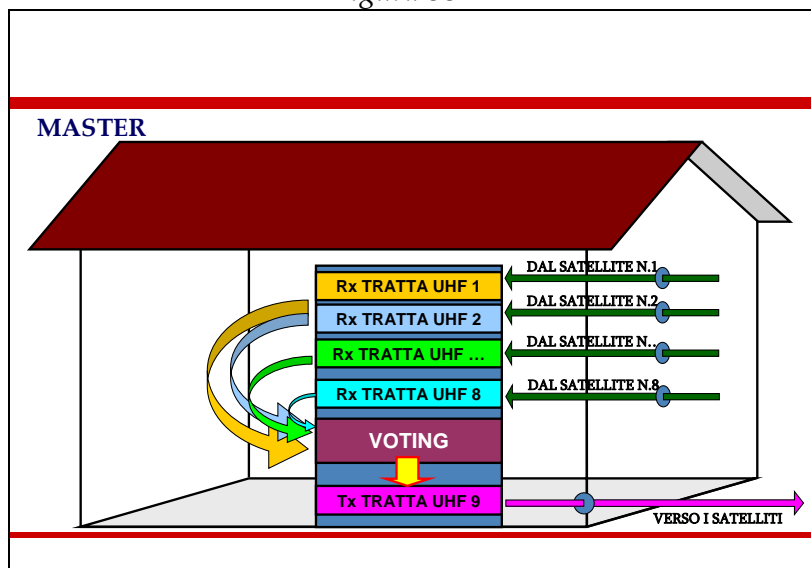 MASTER
DAL SATELLITE N.1
Rx TRATTA UHF 1
DAL SATELLITE N.2
Rx TRATTA UHF 2
DAL SATELLITE N..
Rx TRATTA UHF ...
DAL SATELLITE N.8
Rx TRATTA UHF 8
VOTING
Tx TRATTA UHF 9
VERSO I SATELLITI